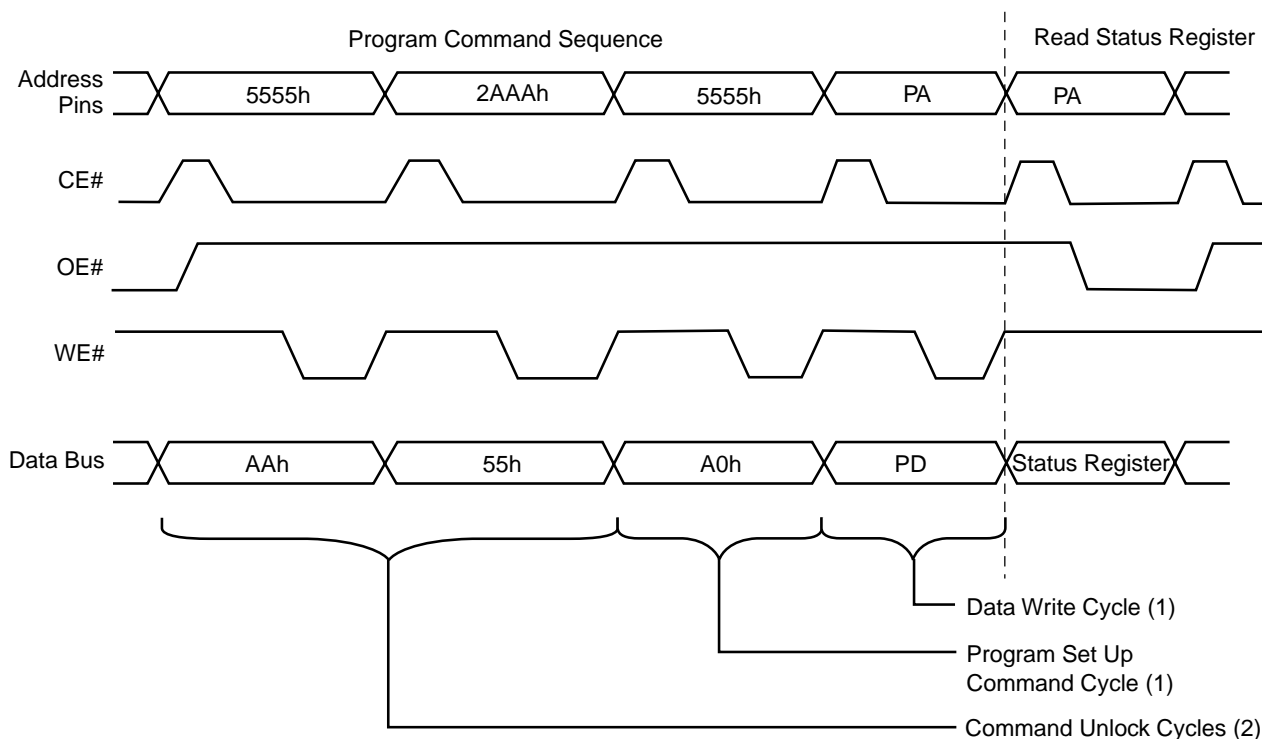 Program Command Sequence
Read Status Register
Address
Pins
5555h
2AAAh
5555h
PA
PA
CE#
OE#
WE#
Data Bus
AAh
55h
A0h
PD
Status Register
Data Write Cycle (1)
Program Set Up
Command Cycle (1)
Command Unlock Cycles (2)